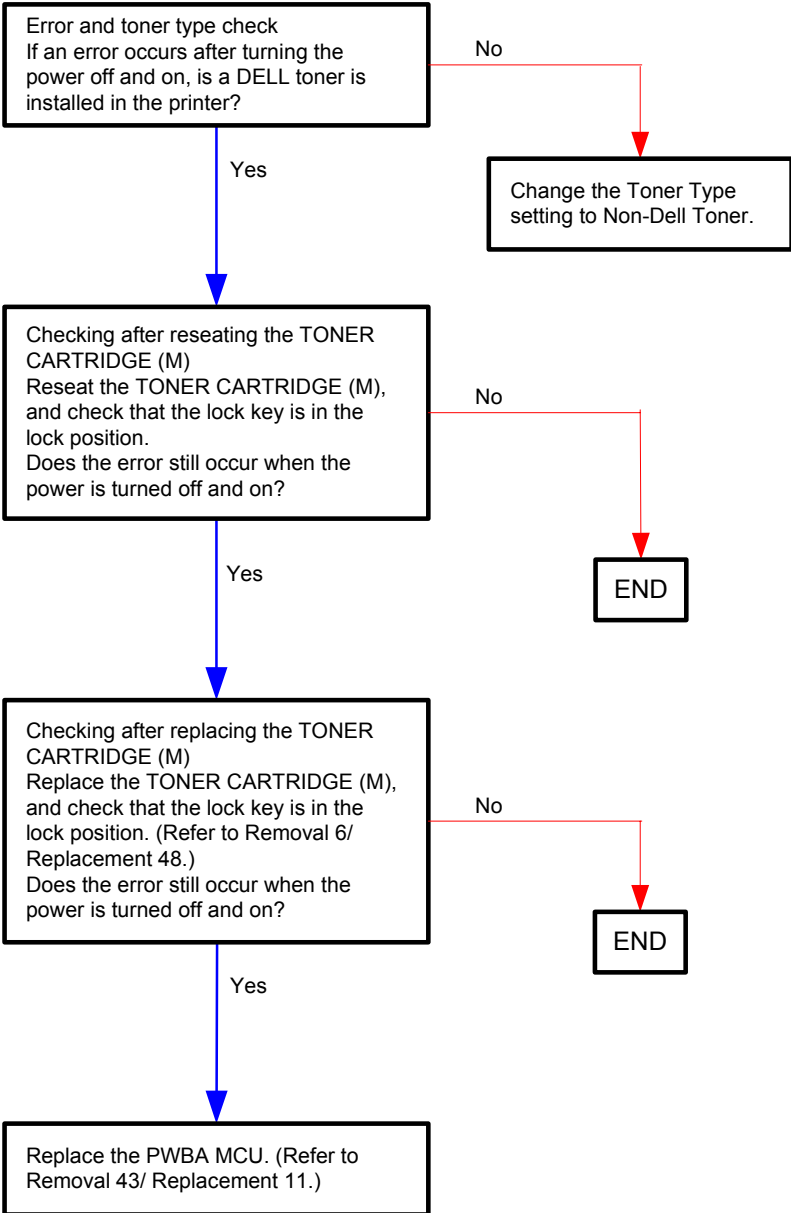 Error and toner type check
If an error occurs after turning the
power off and on, is a DELL toner is
installed in the printer?
No
Yes
Change the Toner Type
setting to Non-Dell Toner.
Checking after reseating the TONER
CARTRIDGE (M)
Reseat the TONER CARTRIDGE (M),
and check that the lock key is in the
lock position.
Does the error still occur when the
power is turned off and on?
No
Yes
END
Checking after replacing the TONER
CARTRIDGE (M)
Replace the TONER CARTRIDGE (M),
and check that the lock key is in the
lock position. (Refer to Removal 6/
Replacement 48.)
Does the error still occur when the
power is turned off and on?
No
END
Yes
Replace the PWBA MCU. (Refer to
Removal 43/ Replacement 11.)